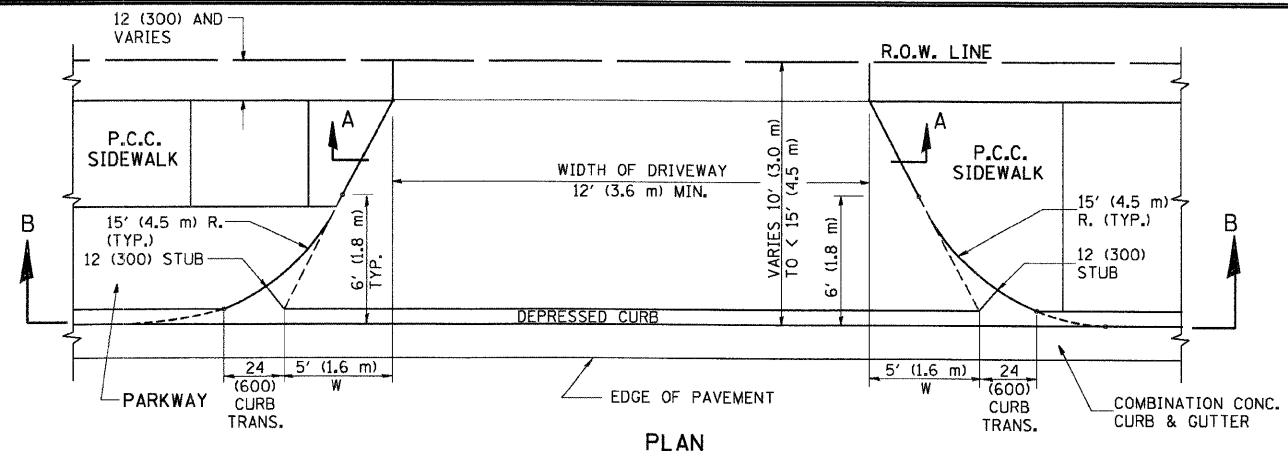 12 (300) AND
VARIES
R.O.W. LINE
A
A
P.C.C.
SIDEWALK
P.C.C.
SIDEWALK
WIDTH OF DRIVEWAY
12' (3.6 m) MIN.
VARIES 10' (3.0 m)
TO < 15' (4.5 m)
B
B
15' (4.5 m) R.
(TYP.)
12 (300) STUB
6' (1.8 m)
TYP.
6' (1.8 m)
15' (4.5 m)
R. (TYP.)
12 (300)
STUB
DEPRESSED CURB
24
(600)
CURB
TRANS.
5' (1.6 m)
W
5' (1.6 m)
W
24
(600)
CURB
TRANS.
PARKWAY
EDGE OF PAVEMENT
COMBINATION CONC.
CURB & GUTTER
PLAN